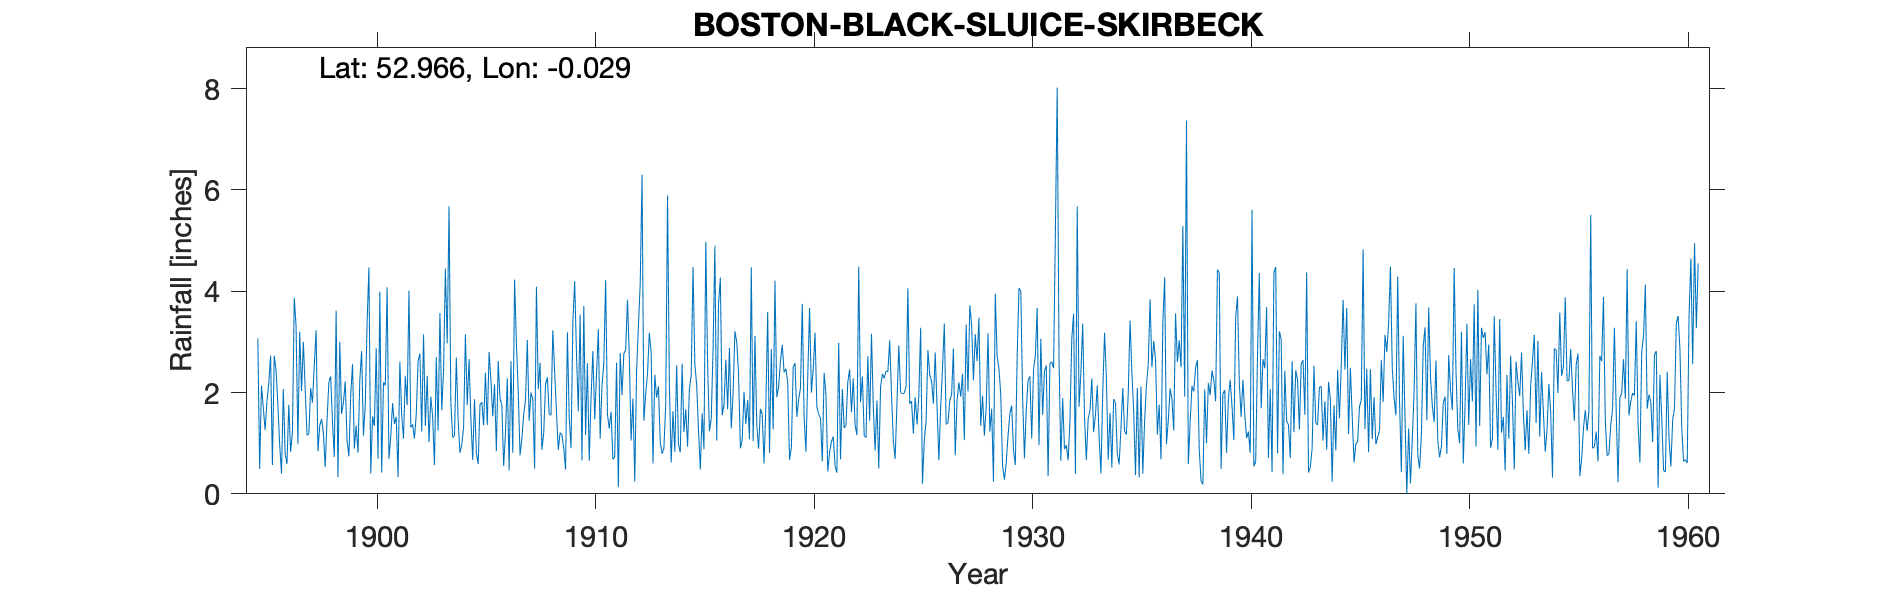 BOSTON-BLACK-SLUICE-SKIRBECK
Lat: 52.966, Lon: -0.029
8
6
4
2
0
Rainfall [inches]
1900 1910 1920 1930 1940 1950 1960
Year